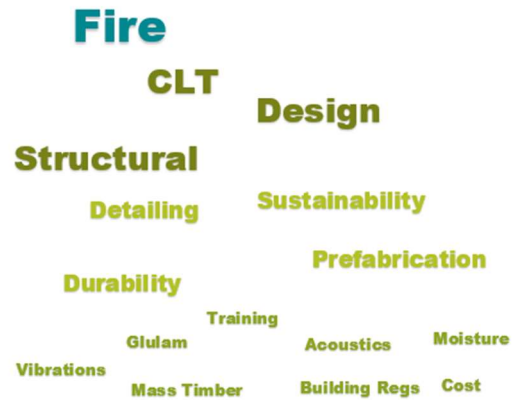 Fire
CLT
Design
Structural
Sustainability
Detailing
Prefabrication
Durability
Training
Moisture
Glulam
Acoustics
Vibrations
Cost
Building Regs
Mass Timber